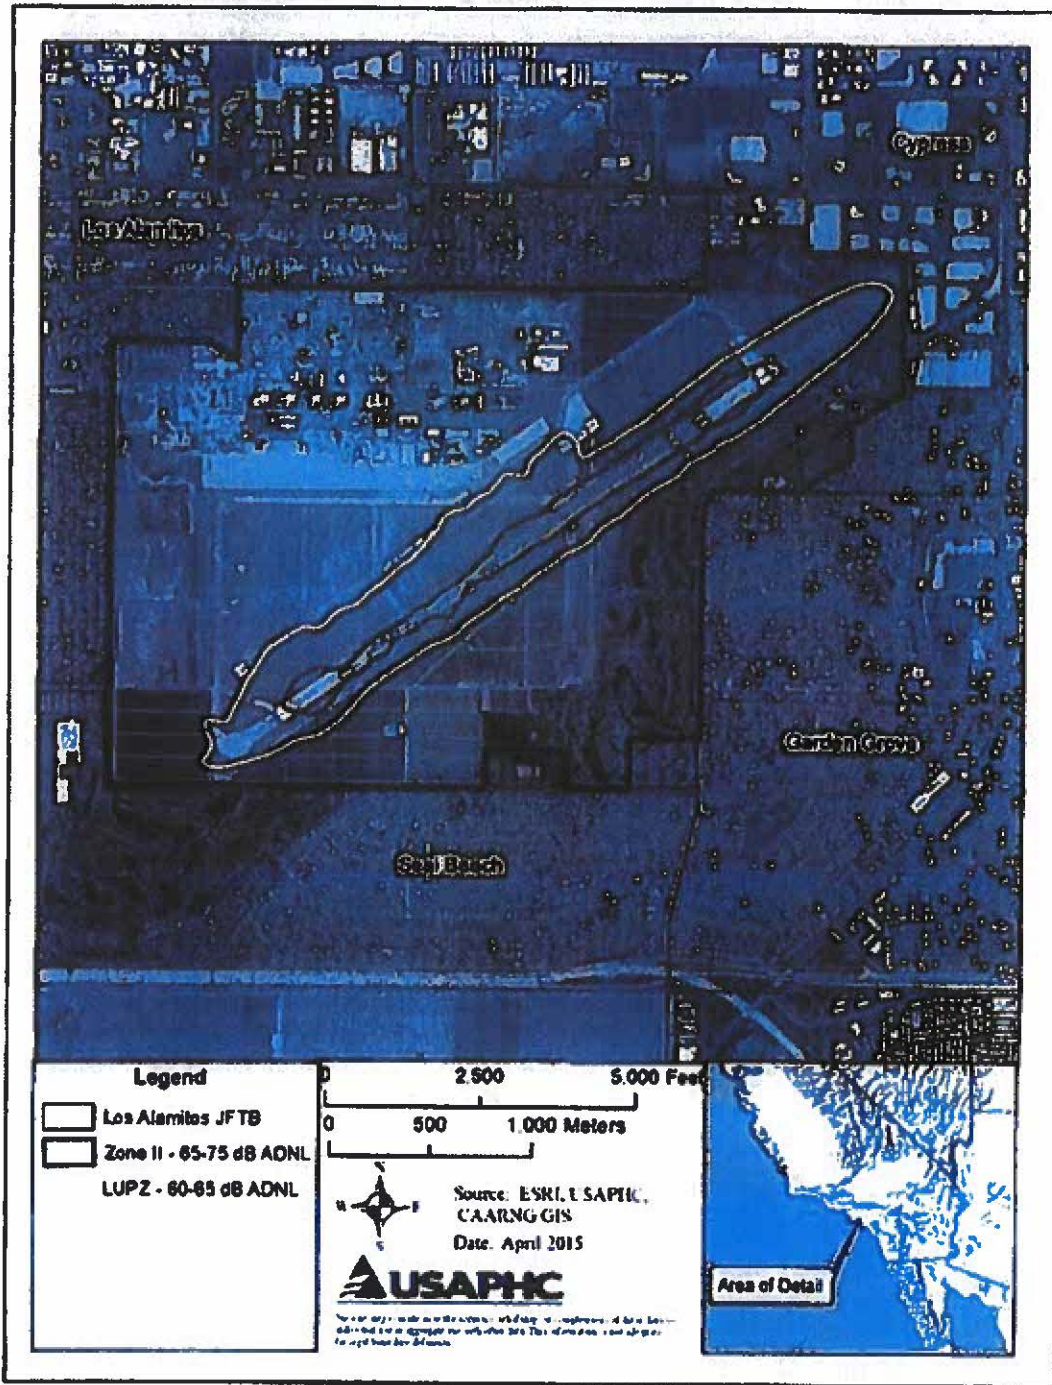 Cypress
Los Alamitos
Garden Grove
Seal Beach
Legend
Los Alamitos JFTB
Zone II - 65-75 dB ADNL
LUPZ - 60-65 dB ADNL
0 2,500 5,000 Feet
0 500 1,000 Meters
N
W E
S
Source: ESRI, USAPHC,
CAARNG GIS
Date: April 2015
USAPHC
Area of Detail